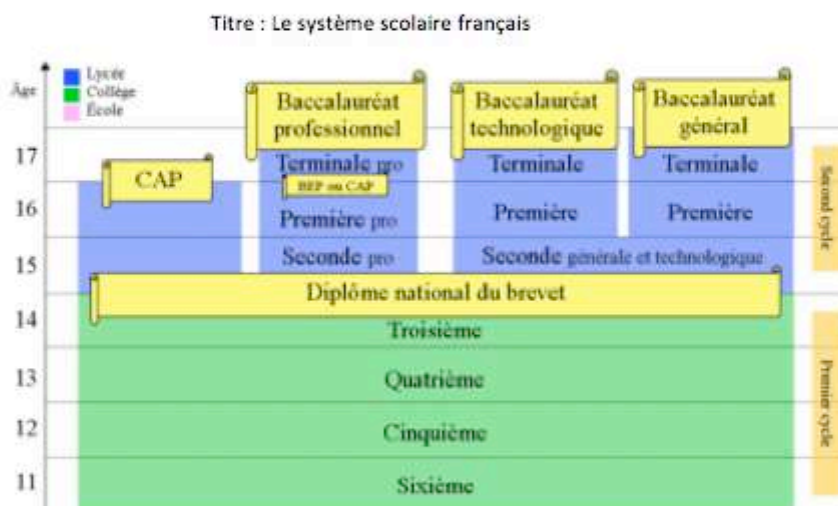 Titre : Le système scolaire français
Âge
Lycée
Collège
École
Baccalauréat
professionnel
Baccalauréat
technologique
Baccalauréat
général
17
CAP
Terminale pro
Terminale
Terminale
BEP ou CAP
16
Première pro
Première
Première
Second cycle
15
Seconde pro
Seconde générale et technologique
Diplôme national du brevet
14
Troisième
13
Quatrième
Premier cycle
12
Cinquième
11
Sixième